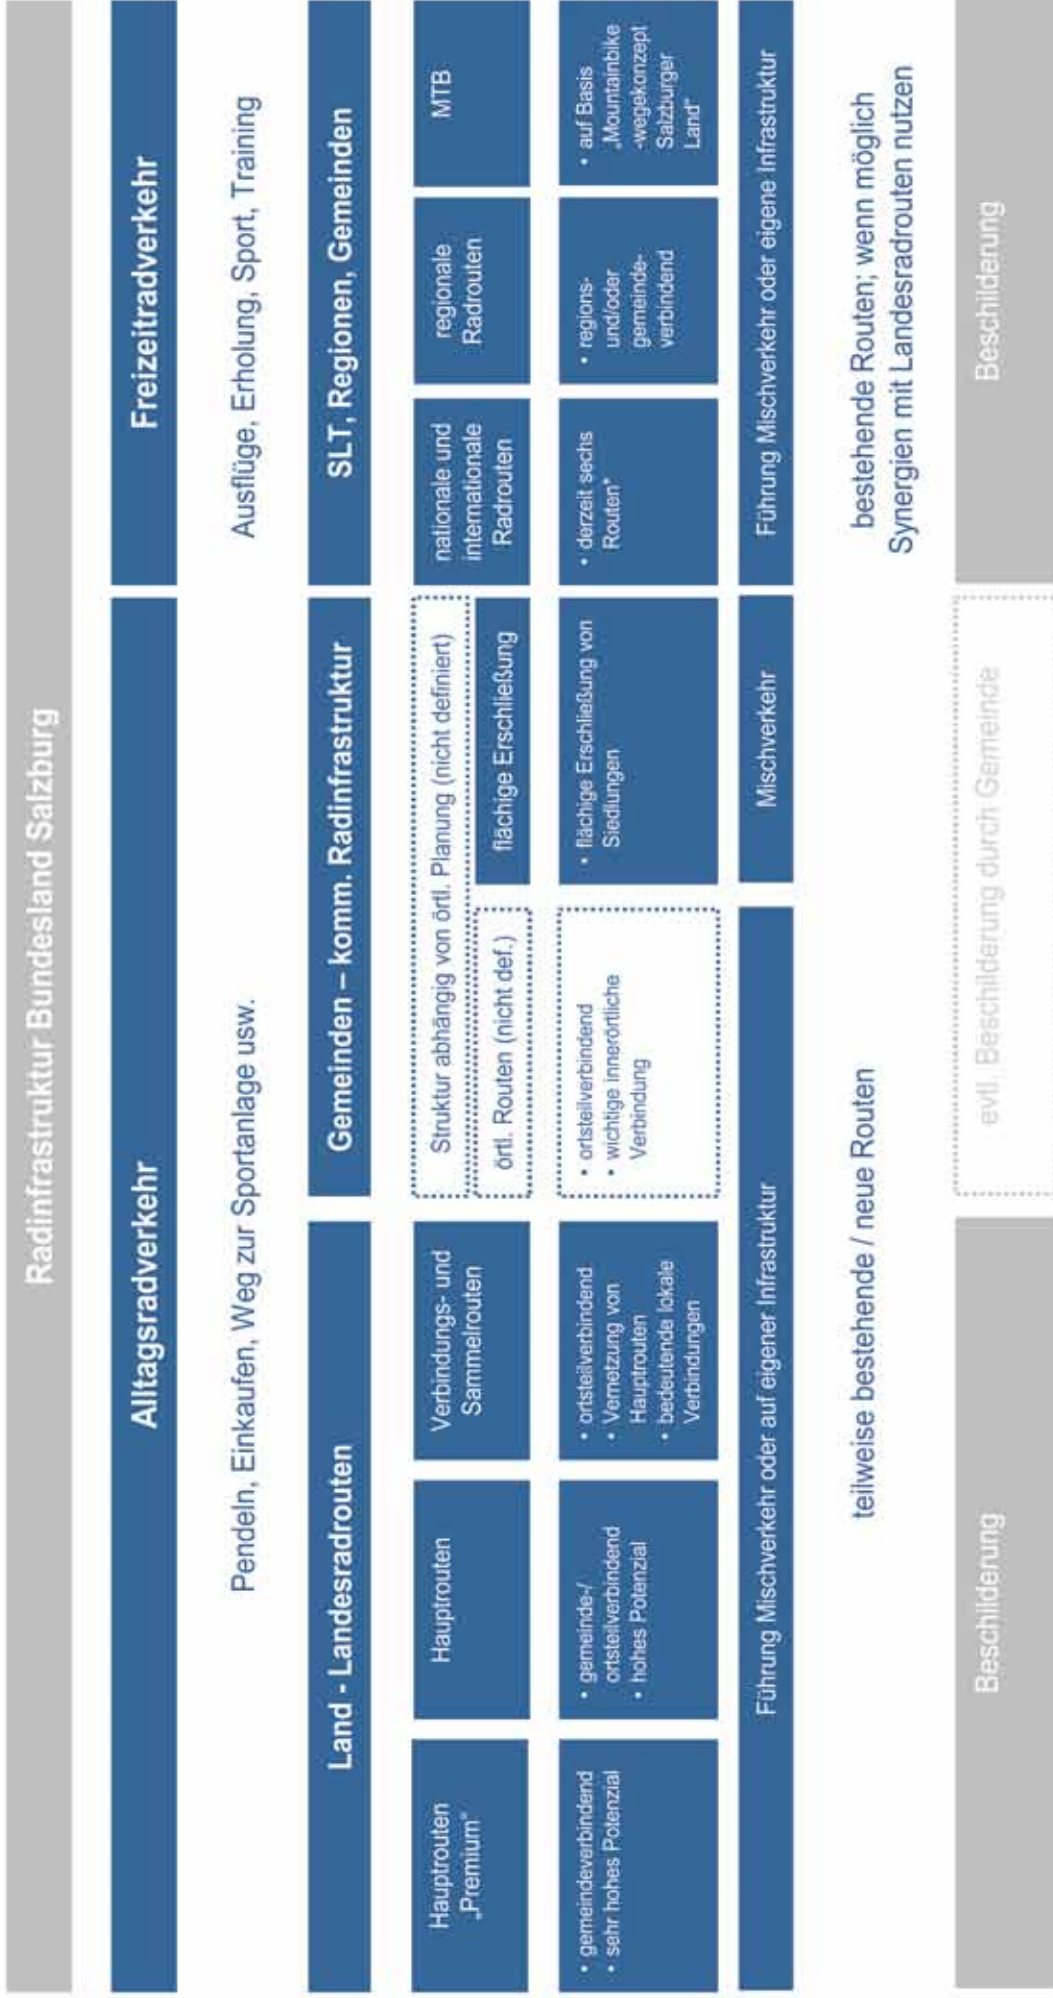 Radinfrastruktur Bundesland Salzburg
Alltagsradverkehr
Freizeitradverkehr
Pendeln, Einkaufen, Weg zur Sportanlage usw.
Ausflüge, Erholung, Sport, Training
Land - Landesradrouten
Gemeinden – komm. Radinfrastruktur
SLT, Regionen, Gemeinden
Hauptrouten
„Premium“
Hauptrouten
Verbindungs- und
Sammelrouten
Struktur abhängig von örtl. Planung (nicht definiert)
örtl. Routen (nicht def.)
flächige Erschließung
nationale und
internationale
Radrouten
regionale
Radrouten
MTB
• gemeindeverbindend
• sehr hohes Potenzial
• gemeinde-/
ortsteilverbindend
• hohes Potenzial
• ortsteilverbindend
• Vernetzung von
Hauptrouten
• bedeutende lokale
Verbindungen
• ortsteilverbindend
• wichtige innerörtliche
Verbindung
• flächige Erschließung von
Siedlungen
• derzeit sechs
Routen*
• regions-
und/oder
gemeinde-
verbindend
• auf Basis
„Mountainbike
-wegekonzept
Salzburger
Land“
Führung Mischverkehr oder auf eigener Infrastruktur
Mischverkehr
Führung Mischverkehr oder eigene Infrastruktur
teilweise bestehende / neue Routen
bestehende Routen; wenn möglich
Synergien mit Landesradrouten nutzen
Beschilderung
evtl. Beschilderung durch Gemeinde
Beschilderung